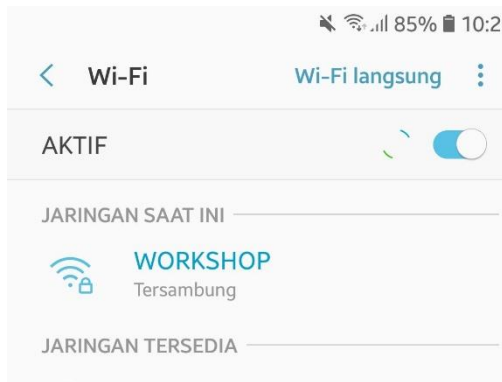 85% 10:2
Wi-Fi Wi-Fi langsung
AKTIF
JARINGAN SAAT INI
WORKSHOP
Tersambung
JARINGAN TERSEDIA